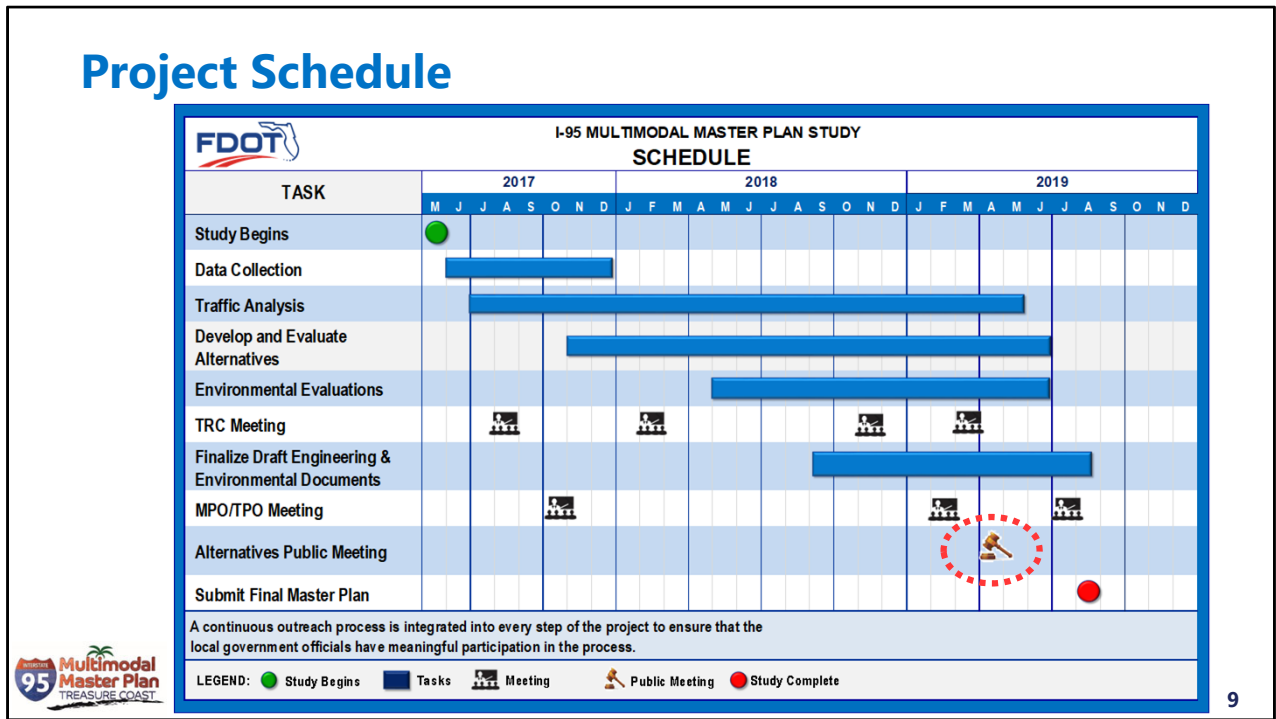 Project Schedule
FDOT
I-95 MULTIMODAL MASTER PLAN STUDY
SCHEDULE
TASK
2017 2018 2019
M J J A S O N D J F M A M J J A S O N D J F M A M J J A S O N D
Study Begins
Data Collection
Traffic Analysis
Develop and Evaluate
Alternatives
Environmental Evaluations
TRC Meeting
Finalize Draft Engineering &
Environmental Documents
MPO/TPO Meeting
Alternatives Public Meeting
Submit Final Master Plan
A continuous outreach process is integrated into every step of the project to ensure that the
local government officials have meaningful participation in the process.
LEGEND: Study Begins Tasks Meeting Public Meeting Study Complete
INTERSTATE
95
Multimodal
Master Plan
TREASURE COAST
9